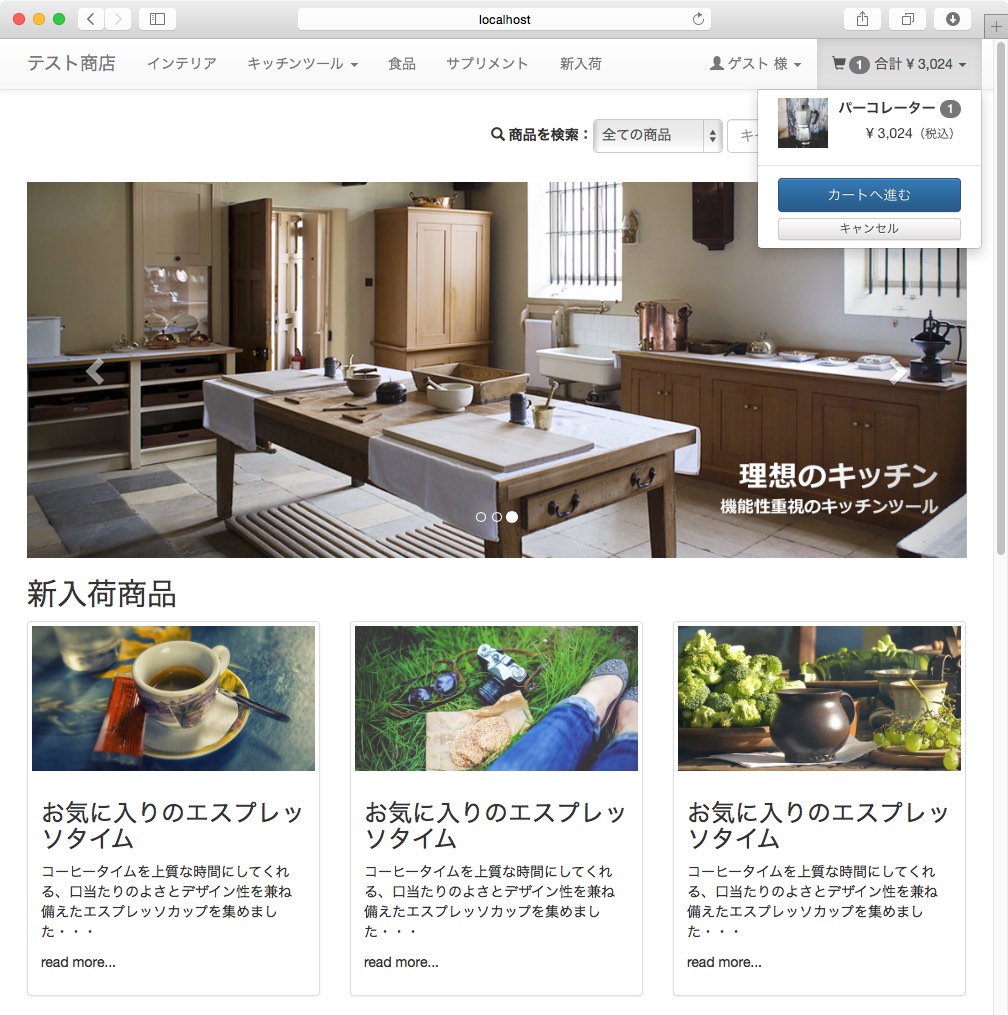 localhost
テスト商店 インテリア キッチンツール 食品 サプリメント 新入荷 ゲスト 様 1 合計 ¥ 3,024
パーコレーター 1
¥ 3,024（税込）
商品を検索： 全ての商品 キー
カートへ進む
キャンセル
理想のキッチン
機能性重視のキッチンツール
新入荷商品
お気に入りのエスプレッ
ソタイム
コーヒータイムを上質な時間にしてくれ
る、口当たりのよさとデザイン性を兼ね
備えたエスプレッソカップを集めまし
た・・・
read more...
お気に入りのエスプレッ
ソタイム
コーヒータイムを上質な時間にしてくれ
る、口当たりのよさとデザイン性を兼ね
備えたエスプレッソカップを集めまし
た・・・
read more...
お気に入りのエスプレッ
ソタイム
コーヒータイムを上質な時間にしてくれ
る、口当たりのよさとデザイン性を兼ね
備えたエスプレッソカップを集めまし
た・・・
read more...